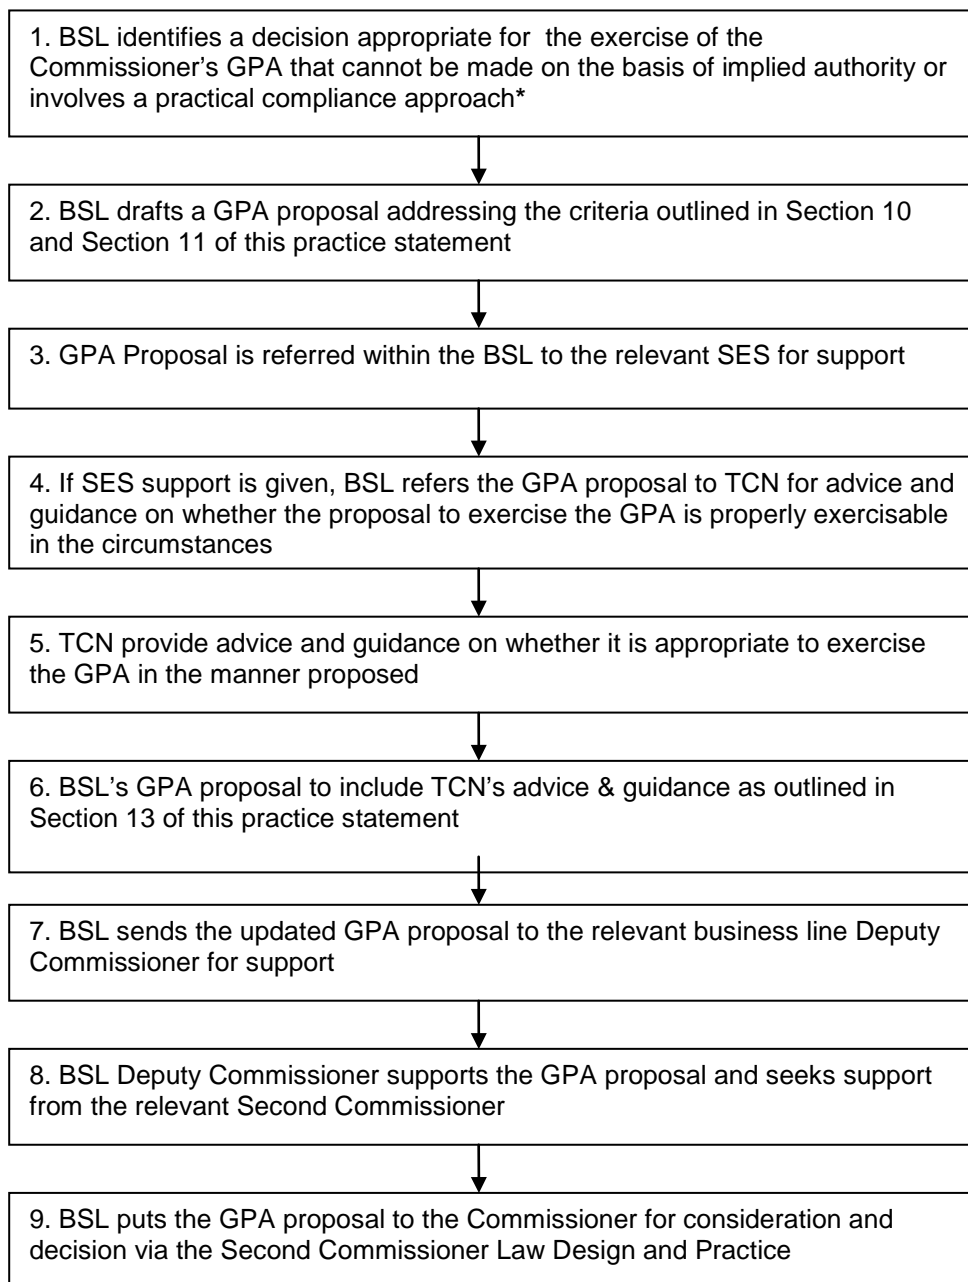 1. BSL identifies a decision appropriate for  the exercise of the
Commissioner's GPA that cannot be made on the basis of implied authority or
involves a practical compliance approach*
2. BSL drafts a GPA proposal addressing the criteria outlined in Section 10
and Section 11 of this practice statement
3. GPA Proposal is referred within the BSL to the relevant SES for support
4. If SES support is given, BSL refers the GPA proposal to TCN for advice and
guidance on whether the proposal to exercise the GPA is properly exercisable
in the circumstances
5. TCN provide advice and guidance on whether it is appropriate to exercise
the GPA in the manner proposed
6. BSL's GPA proposal to include TCN's advice & guidance as outlined in
Section 13 of this practice statement
7. BSL sends the updated GPA proposal to the relevant business line Deputy
Commissioner for support
8. BSL Deputy Commissioner supports the GPA proposal and seeks support
from the relevant Second Commissioner
9. BSL puts the GPA proposal to the Commissioner for consideration and
decision via the Second Commissioner Law Design and Practice